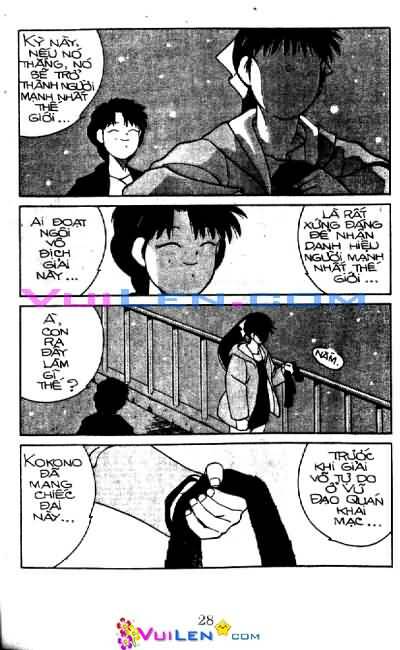 KỲ NÀY,
NẾU NÓ
THẮNG, NÓ
SẼ TRỞ
THÀNH NGƯỜI
MẠNH NHẤT
THẾ
GIỚI...
AI ĐOẠT
NGÔI
VÔ
ĐỊCH
GIẢI
NÀY...
LÀ RẤT
XỨNG ĐÁNG
ĐỂ NHẬN
DANH HIỆU
NGƯỜI MẠNH
NHẤT THẾ
GIỚI...
VUILEN.COM
À,
CON
RA
ĐÂY
LÀM
GÌ
THẾ?
NẮM.
KOKONO
ĐÃ
MANG
CHIẾC
ĐAI
NÀY...
TRƯỚC
KHI GIẢI
VÕ TỰ DO
Ở VŨ
ĐẠO QUÁN
KHAI
MẠC...
28
VUILEN.COM